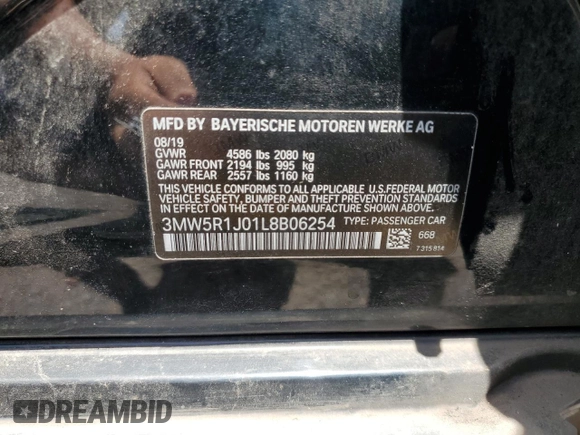 MFD BY BAYERISCHE MOTOREN WERKE AG
08/19
GVWR 4586 lbs 2080 kg
GAWR FRONT 2194 lbs 995 kg
GAWR REAR 2557 lbs 1160 kg
THIS VEHICLE CONFORMS TO ALL APPLICABLE U.S. FEDERAL MOTOR
VEHICLE SAFETY, BUMPER AND THEFT PREVENTION STANDARDS
IN EFFECT ON THE DATE OF MANUFACTURE SHOWN ABOVE.
3MW5R1J01L8B06254 TYPE: PASSENGER CAR
668
7 315 814
DREAMBID